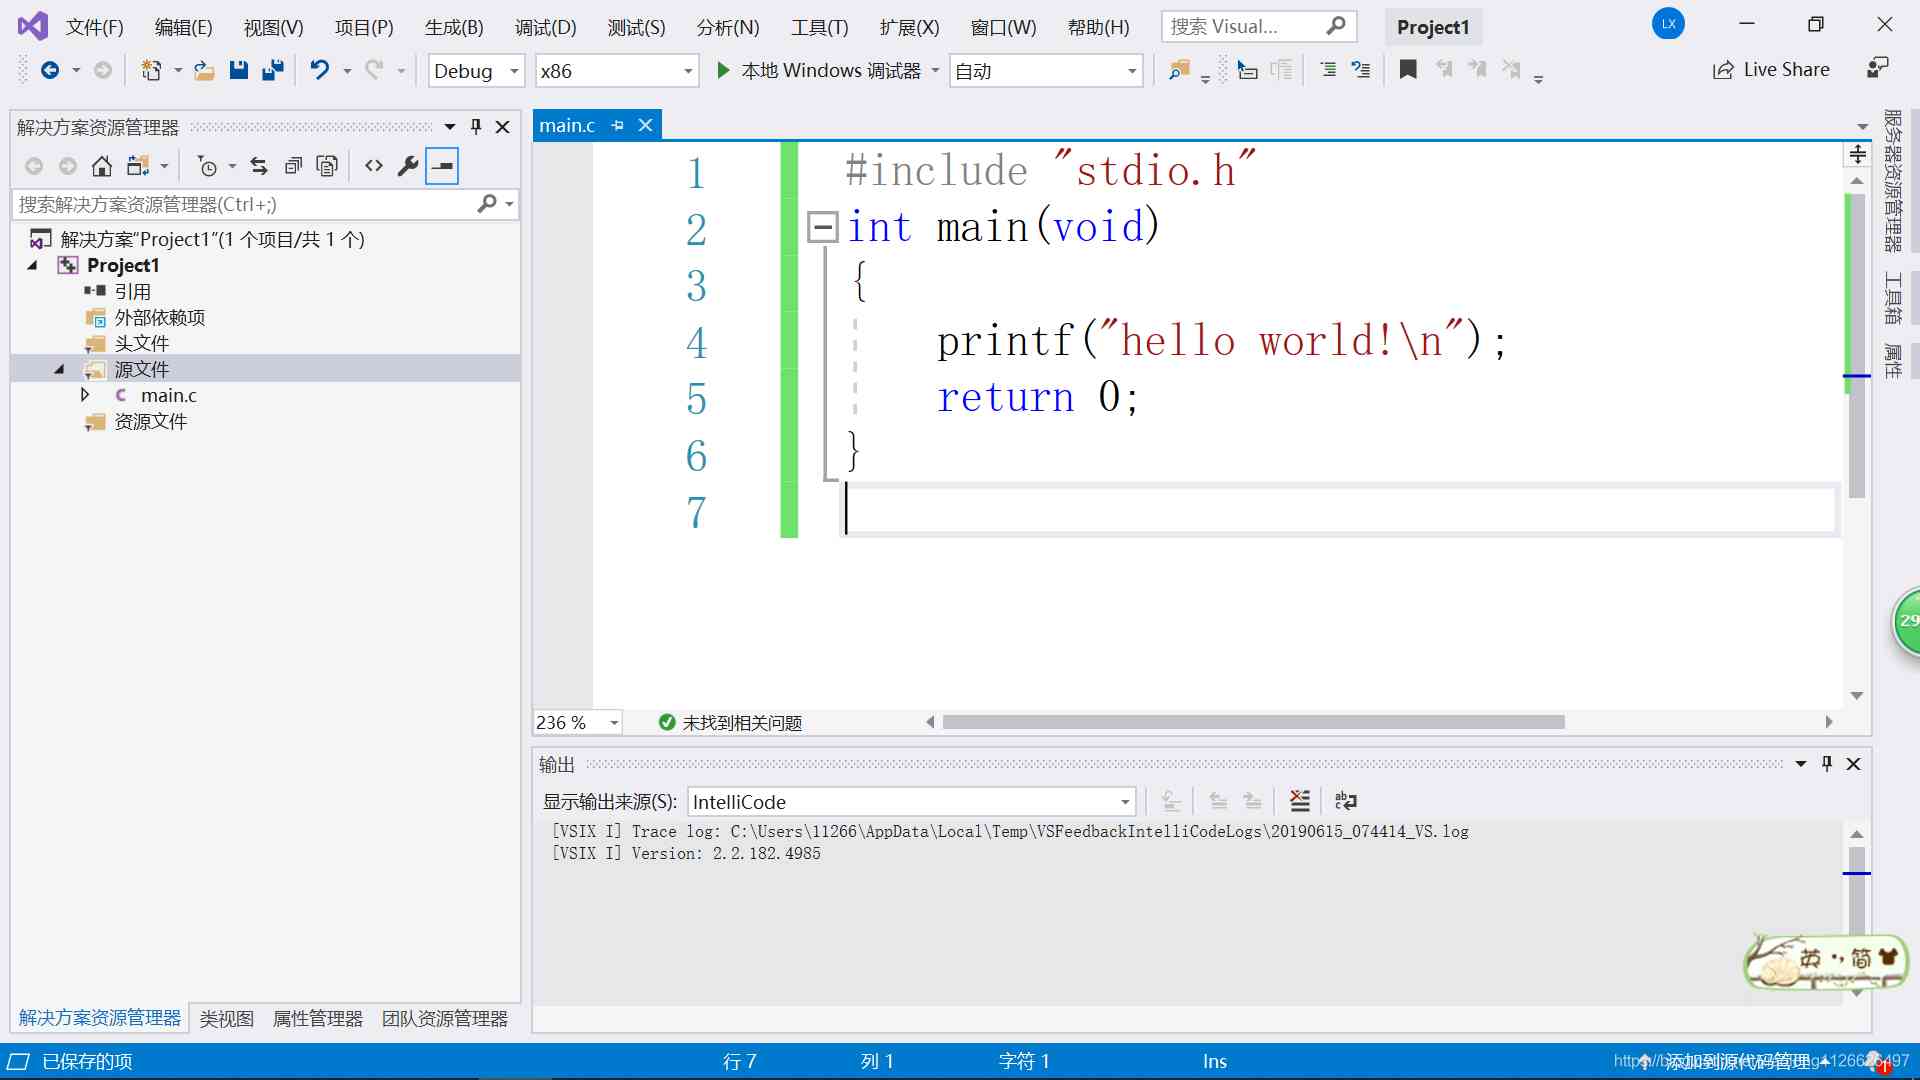 文件(F) 编辑(E) 视图(V) 项目(P) 生成(B) 调试(D) 测试(S) 分析(N) 工具(T) 扩展(X) 窗口(W) 帮助(H) 搜索 Visual... Project1 LX
Debug x86 本地 Windows 调试器 自动 Live Share
解决方案资源管理器
搜索解决方案资源管理器(Ctrl+;)
解决方案"Project1"(1 个项目/共 1 个)
Project1
引用
外部依赖项
头文件
源文件
main.c
资源文件
解决方案资源管理器 类视图 属性管理器 团队资源管理器
main.c
1 #include "stdio.h"
2 int main(void)
3 {
4 printf("hello world!\n");
5 return 0;
6 }
7
236 % 未找到相关问题
输出
显示输出来源(S): IntelliCode
[VSIX I] Trace log: C:\Users\11266\AppData\Local\Temp\VSFeedbackIntelliCodeLogs\20190615_074414_VS.log
[VSIX I] Version: 2.2.182.4985
服务器资源管理器
工具箱
属性
29
英 简
已保存的项 行 7 列 1 字符 1 Ins 添加到源代码管理 1